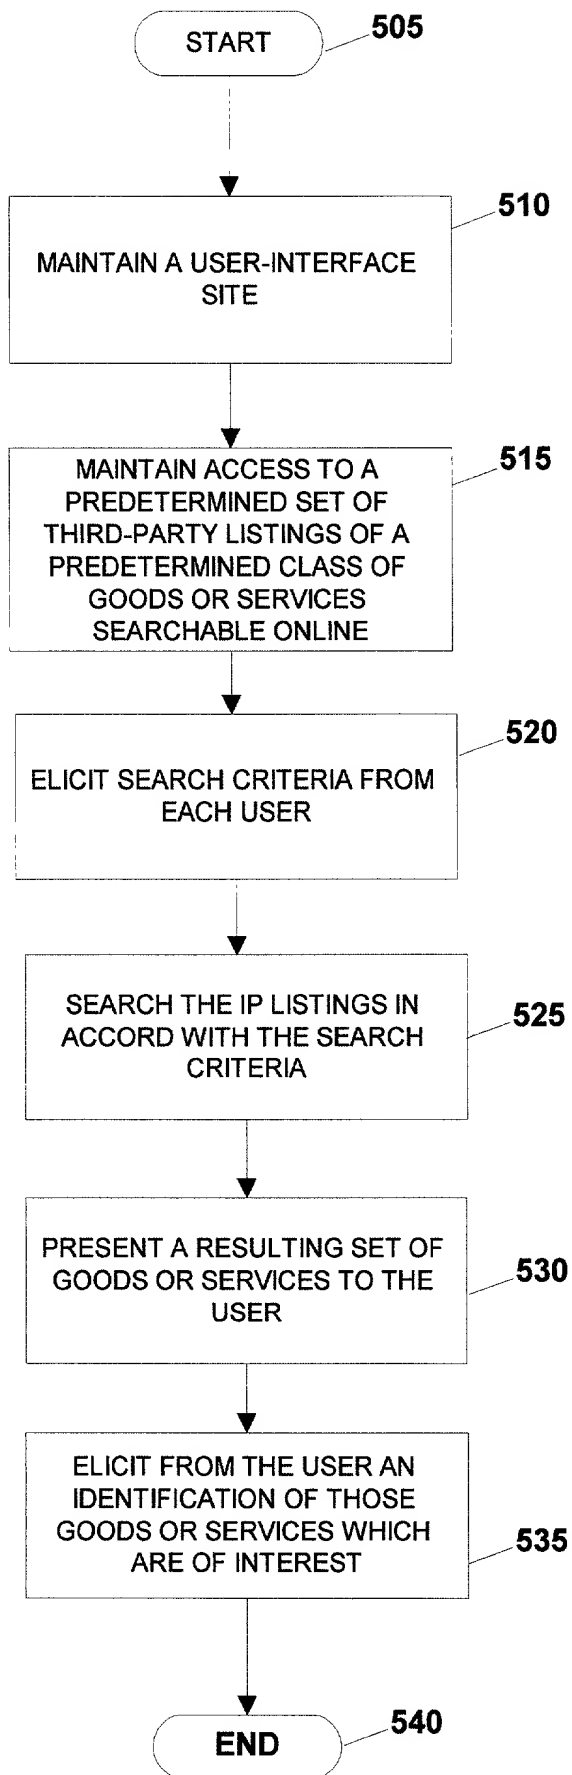 START
505
510
MAINTAIN A USER-INTERFACE
SITE
515
MAINTAIN ACCESS TO A
PREDETERMINED SET OF
THIRD-PARTY LISTINGS OF A
PREDETERMINED CLASS OF
GOODS OR SERVICES
SEARCHABLE ONLINE
520
ELICIT SEARCH CRITERIA FROM
EACH USER
525
SEARCH THE IP LISTINGS IN
ACCORD WITH THE SEARCH
CRITERIA
530
PRESENT A RESULTING SET OF
GOODS OR SERVICES TO THE
USER
535
ELICIT FROM THE USER AN
IDENTIFICATION OF THOSE
GOODS OR SERVICES WHICH
ARE OF INTEREST
540
END